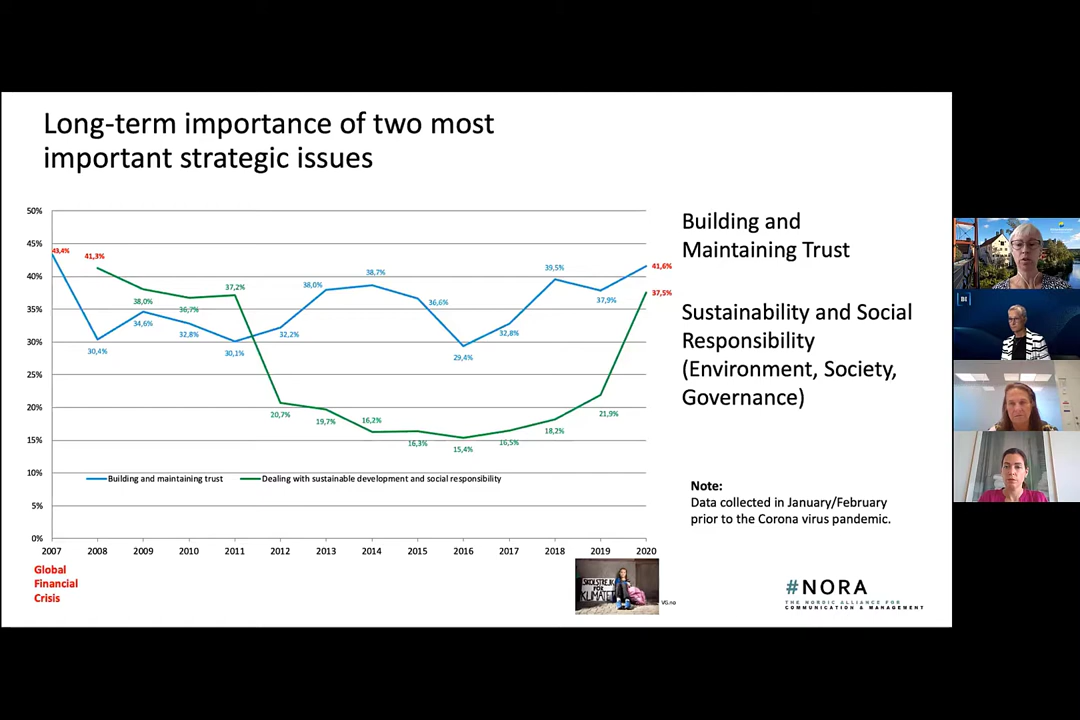 Long-term importance of two most
important strategic issues
50%
45%
40%
35%
30%
25%
20%
15%
10%
5%
0%
43,4%
41,3%
38,0%
36,7%
37,2%
34,6%
32,8%
30,4%
30,1%
32,2%
38,0%
38,7%
36,6%
29,4%
32,8%
39,5%
37,9%
41,6%
37,5%
20,7%
19,7%
16,2%
16,3%
15,4%
16,5%
18,2%
21,9%
Building and maintaining trust
Dealing with sustainable development and social responsibility
2007 2008 2009 2010 2011 2012 2013 2014 2015 2016 2017 2018 2019 2020
Global
Financial
Crisis
SKOLSTREJK
FÖR
KLIMATET
VG.no
Building and
Maintaining Trust
Sustainability and Social
Responsibility
(Environment, Society,
Governance)
Note:
Data collected in January/February
prior to the Corona virus pandemic.
#NORA
THE NORDIC ALLIANCE FOR
COMMUNICATION & MANAGEMENT